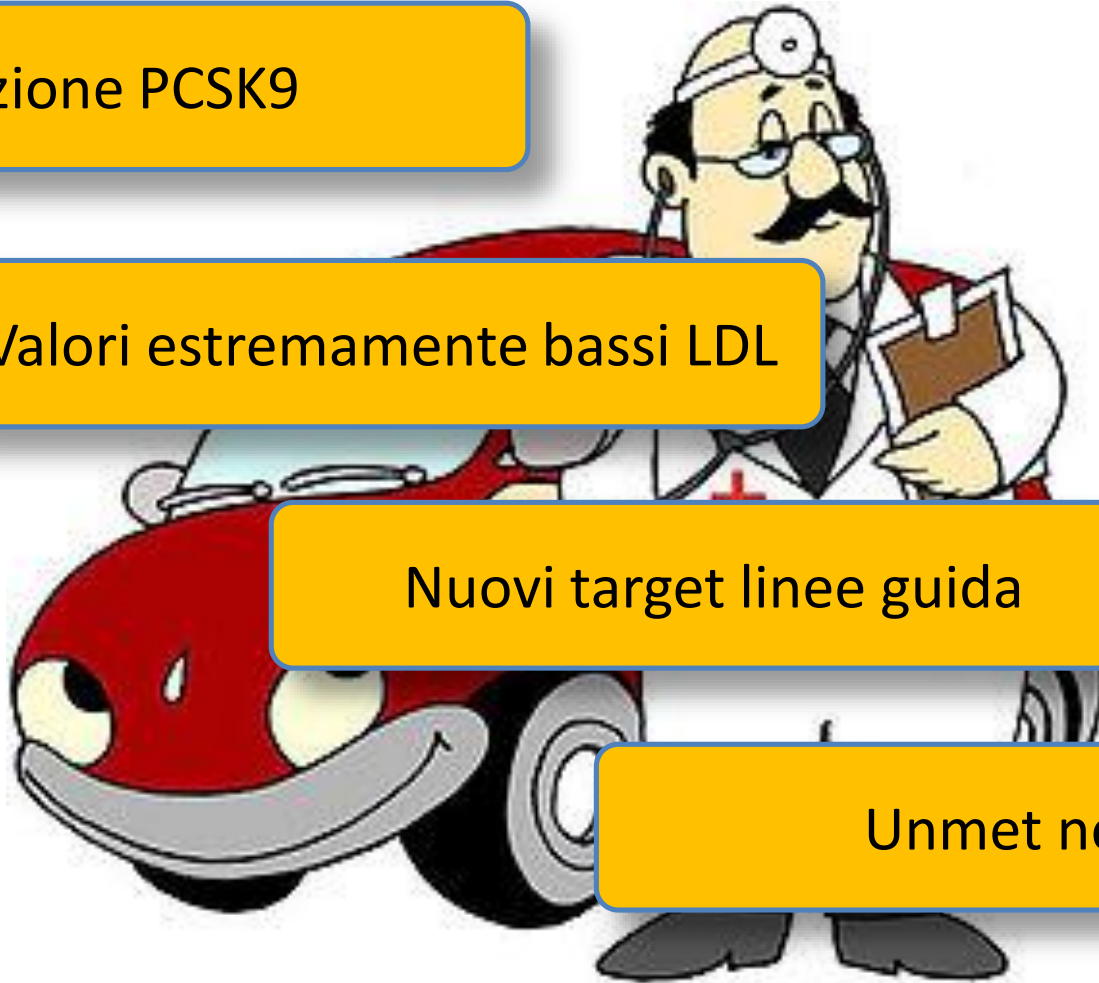 zione PCSK9
Valori estremamente bassi LDL
Nuovi target linee guida
Unmet ne